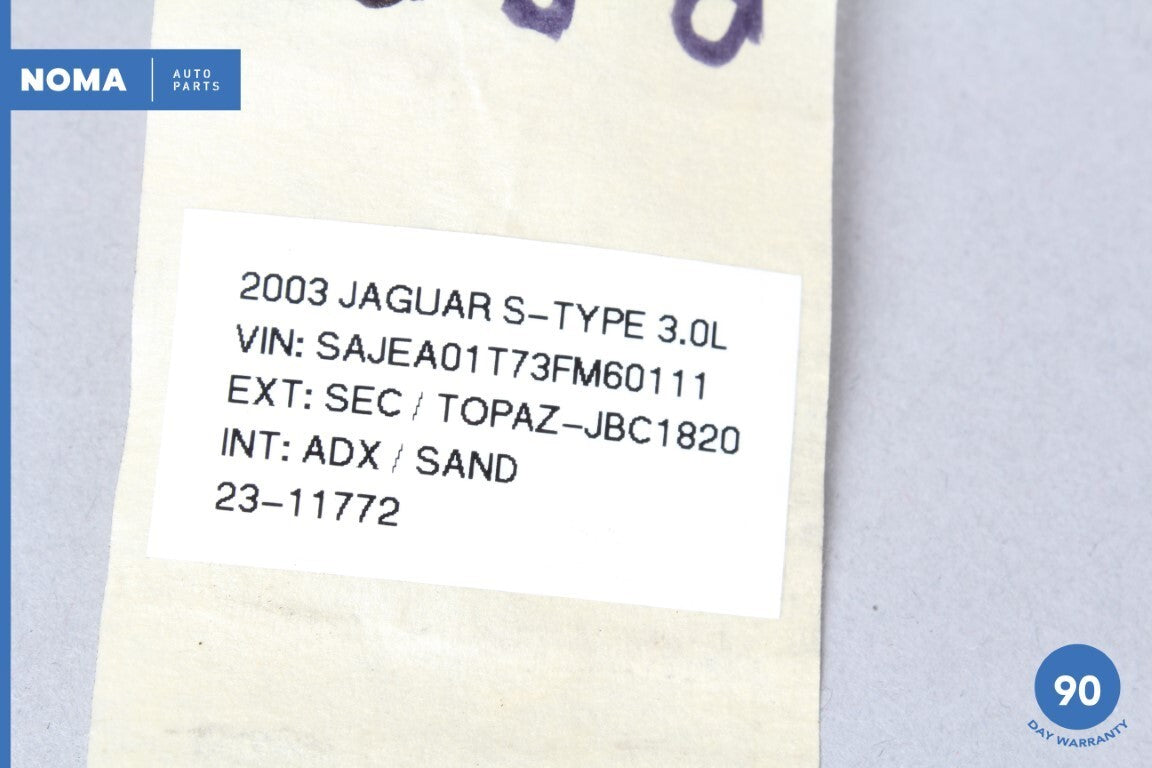 NOMA
AUTO
PARTS
2003 JAGUAR S-TYPE 3.0L
VIN: SAJEA01T73FM60111
EXT: SEC / TOPAZ-JBC1820
INT: ADX / SAND
23-11772
90
DAY WARRANTY